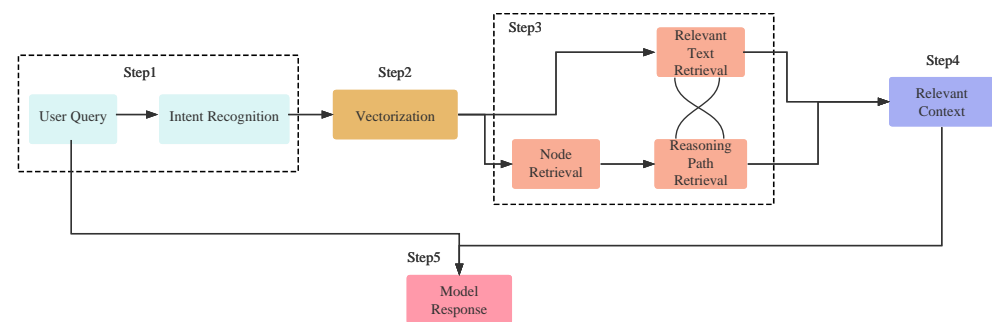 Step1
User Query
Intent Recognition
Step2
Vectorization
Step3
Relevant
Text
Retrieval
Node
Retrieval
Reasoning
Path
Retrieval
Step4
Relevant
Context
Step5
Model
Response